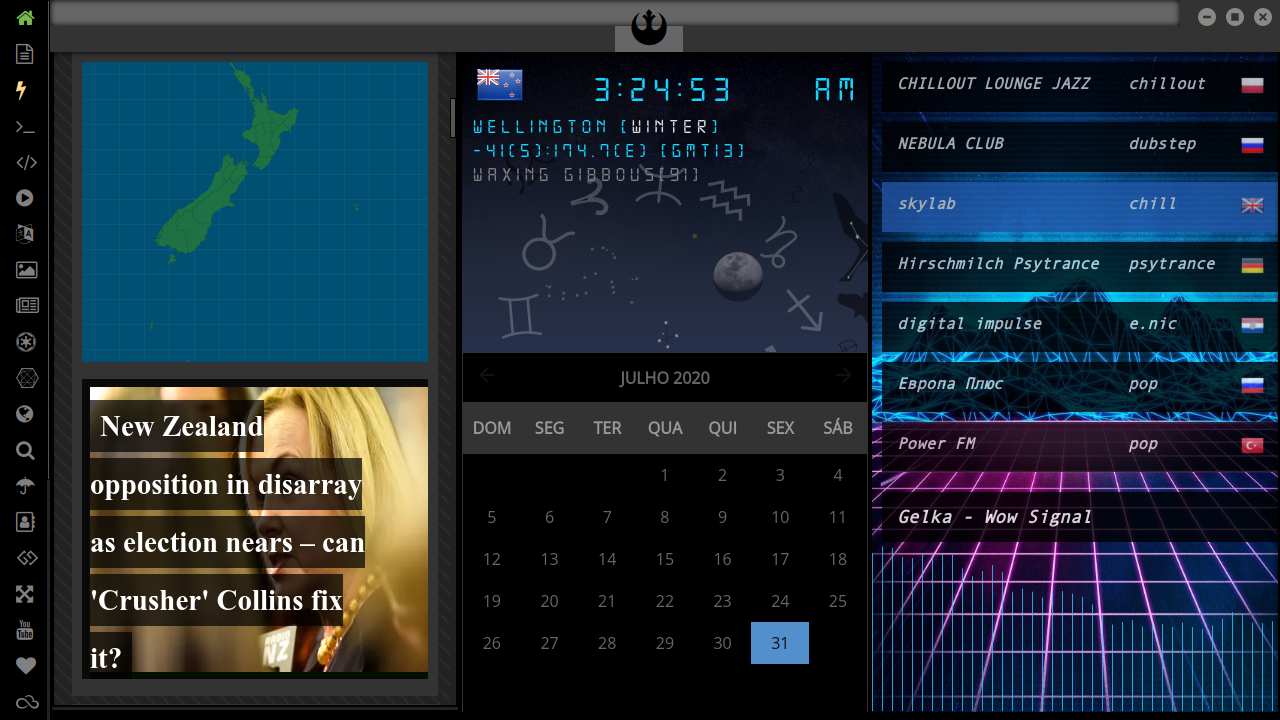 New Zealand
opposition in disarray
as election nears – can
'Crusher' Collins fix
it?
3:24:53 AM
WELLINGTON (WINTER)
-41(S):174.7(E) (GMT13)
WAXING GIBBOUS(91)
JULHO 2020
DOM SEG TER QUA QUI SEX SÁB
1 2 3 4
5 6 7 8 9 10 11
12 13 14 15 16 17 18
19 20 21 22 23 24 25
26 27 28 29 30 31
CHILLOUT LOUNGE JAZZ chillout
NEBULA CLUB dubstep
skylab chill
Hirschmilch Psytrance psytrance
digital impulse e.nic
Европа Плюс pop
Power FM pop
Gelka - Wow Signal
You
Tube